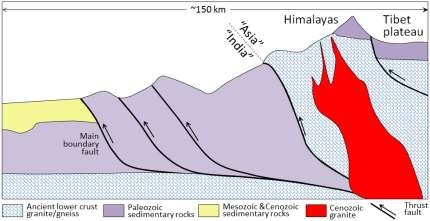 ~150 km
Himalayas
Tibet
plateau
"Asia"
"India"
Main
boundary
fault
Ancient lower crust
granite/gneiss
Paleozoic
sedimentary rocks
Mesozoic & Cenozoic
sedimentary rocks
Cenozoic
granite
Thrust
fault